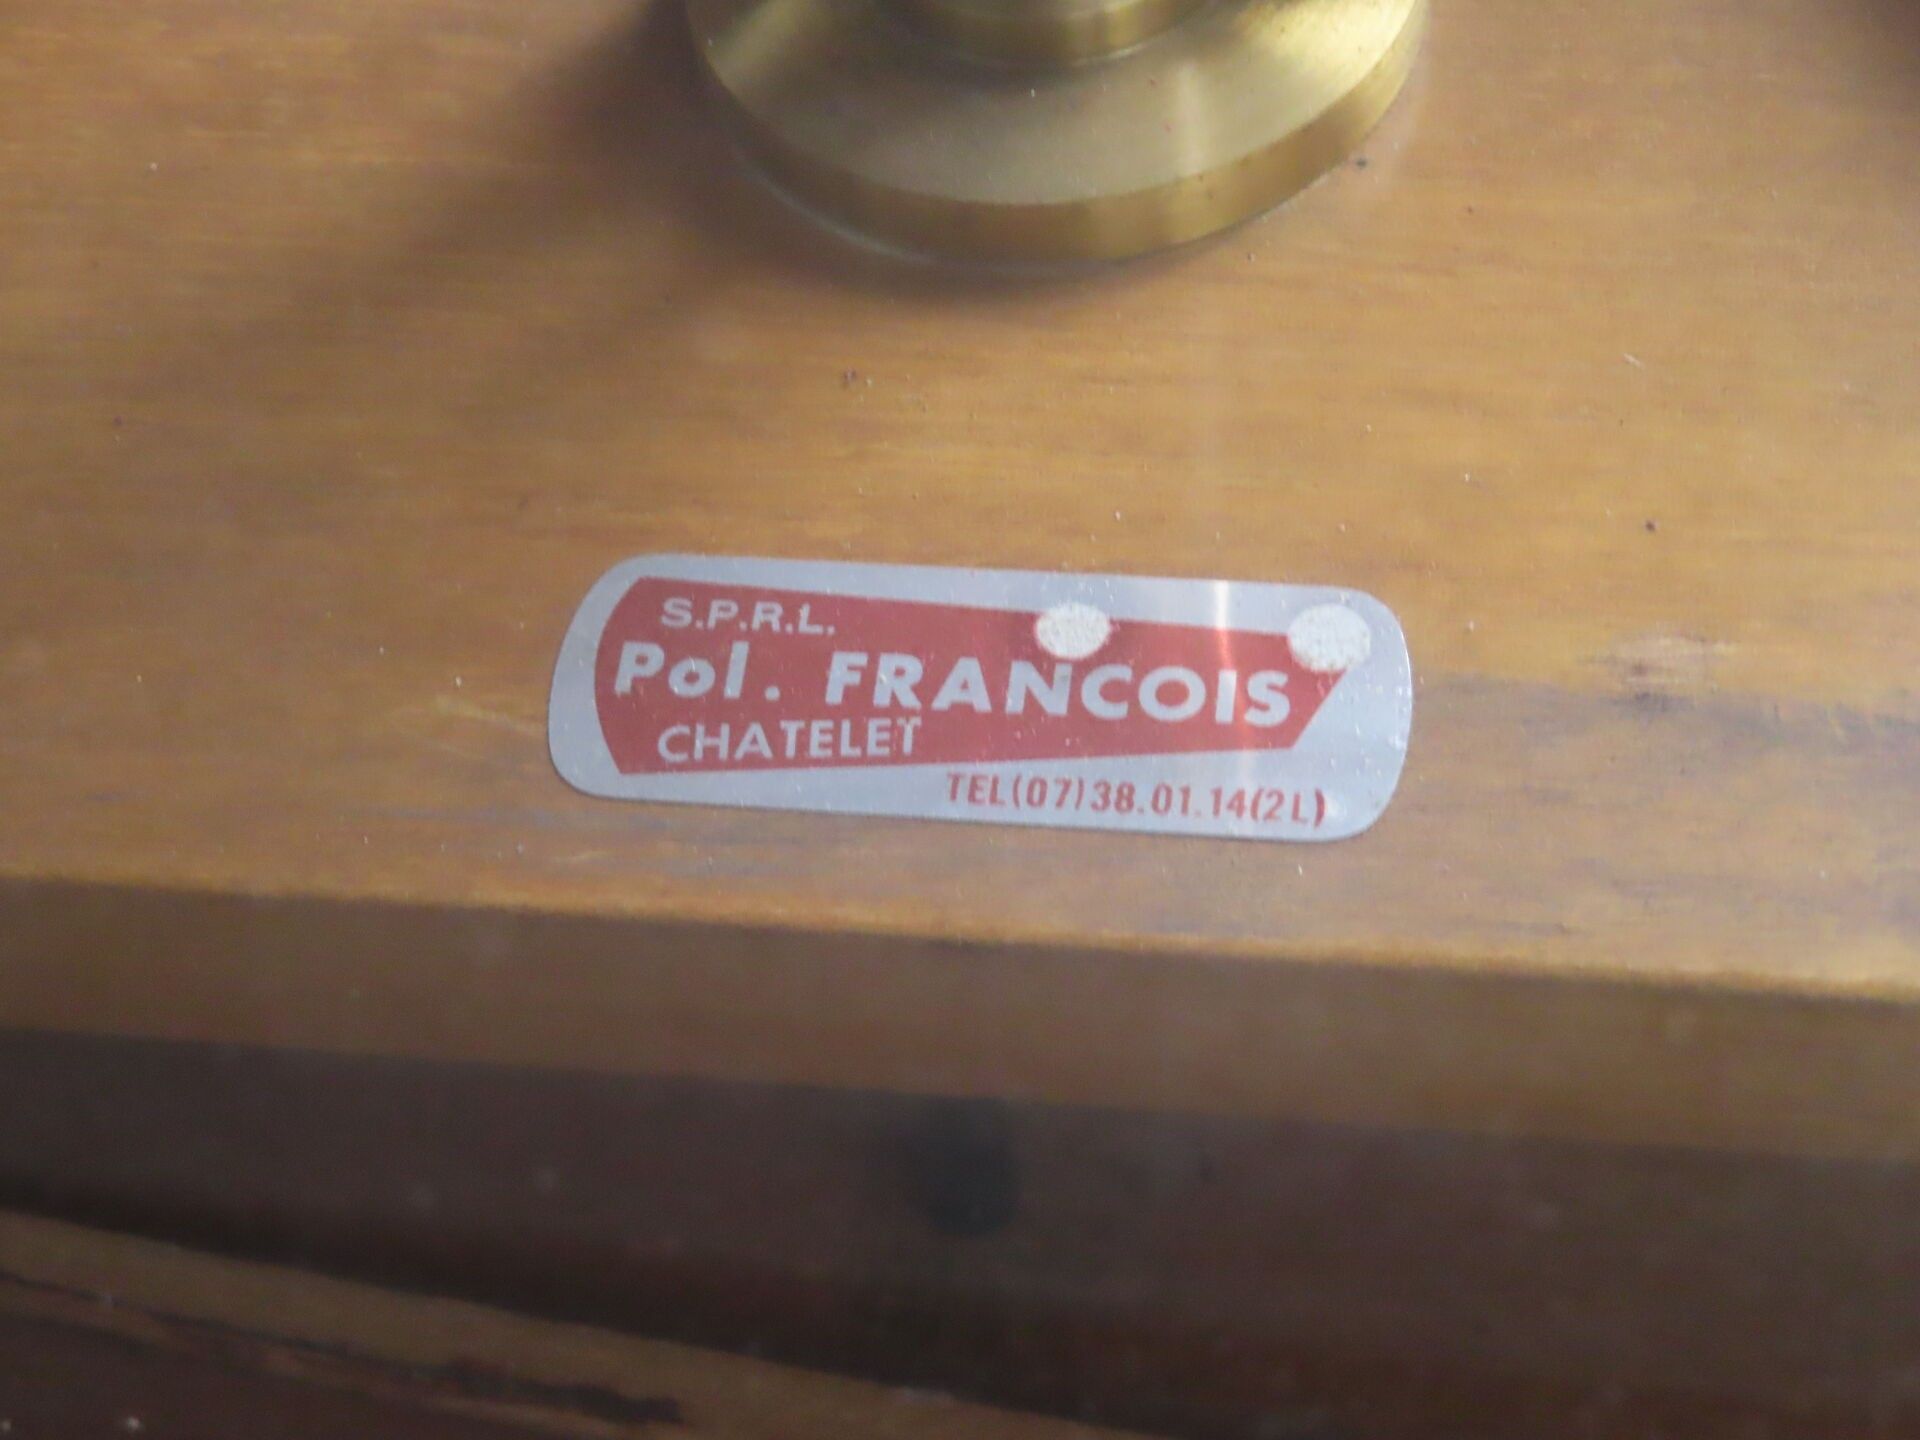 S.P.R.L.
Pol. FRANCOIS
CHATELET
TEL(07)38.01.14(2L)